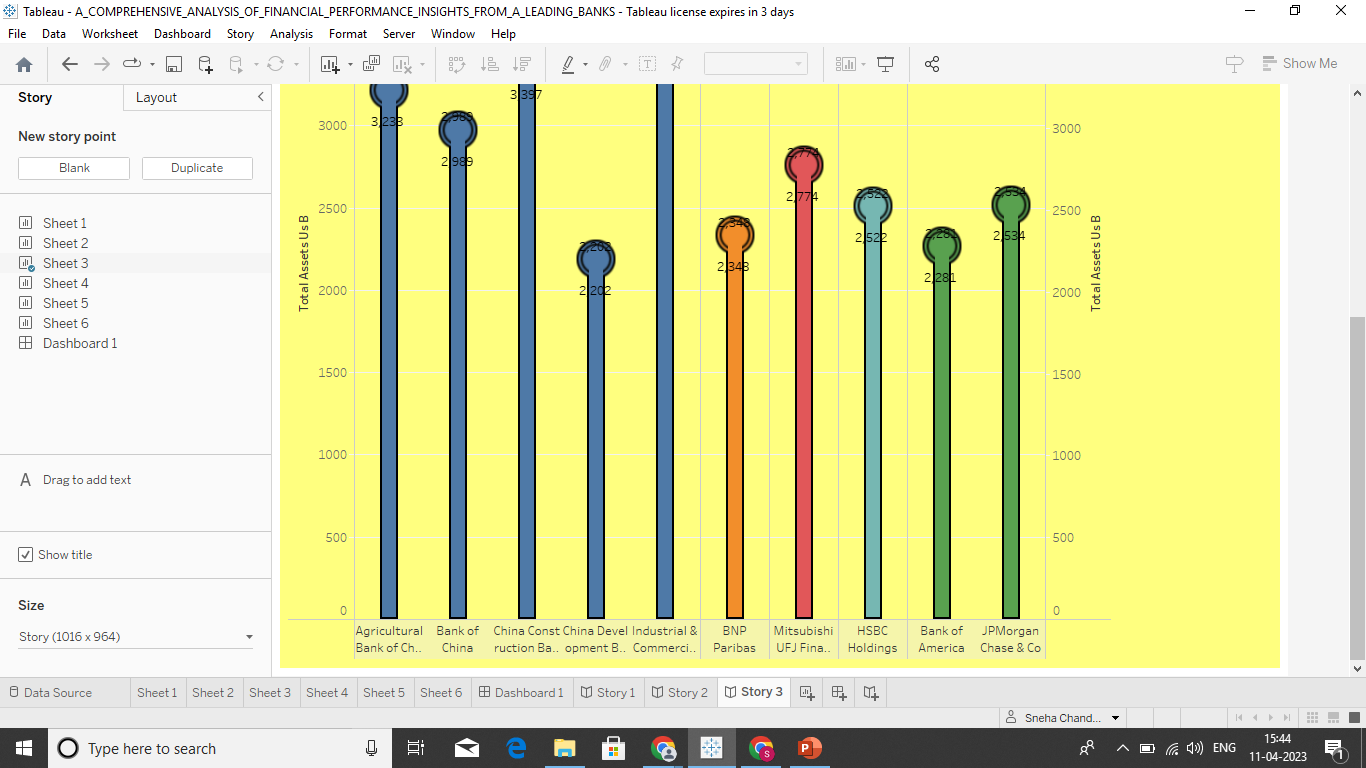 Tableau - A_COMPREHENSIVE_ANALYSIS_OF_FINANCIAL_PERFORMANCE_INSIGHTS_FROM_A_LEADING_BANKS - Tableau license expires in 3 days
File Data Worksheet Dashboard Story Analysis Format Server Window Help
Show Me
Story Layout
New story point
Blank Duplicate
Sheet 1
Sheet 2
Sheet 3
Sheet 4
Sheet 5
Sheet 6
Dashboard 1
A Drag to add text
Show title
Size
Story (1016 x 964)
Total Assets Us B
3000
2500
2000
1500
1000
500
0
3,233
2,989
2,989
3,397
2,202
2,202
2,348
2,348
2,774
2,774
2,522
2,522
2,281
2,281
2,534
2,534
3000
2500
2000
1500
1000
500
0
Total Assets Us B
Agricultural
Bank of Ch..
Bank of
China
China Const
ruction Ba..
China Devel
opment B..
Industrial &
Commerci..
BNP
Paribas
Mitsubishi
UFJ Fina..
HSBC
Holdings
Bank of
America
JPMorgan
Chase & Co
Data Source Sheet 1 Sheet 2 Sheet 3 Sheet 4 Sheet 5 Sheet 6 Dashboard 1 Story 1 Story 2 Story 3
Sneha Chand...
Type here to search
ENG
15:44
11-04-2023
1